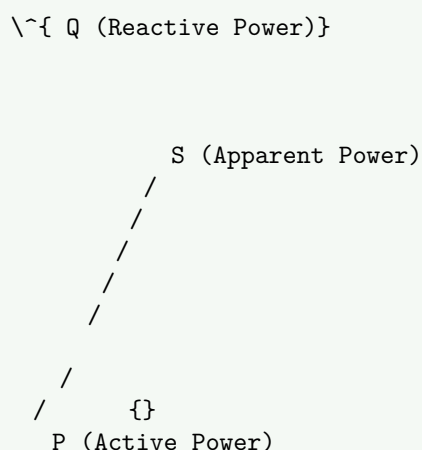 \^{ Q (Reactive Power)}
S (Apparent Power)
/
/
/
/
/
/
/ {}
P (Active Power)